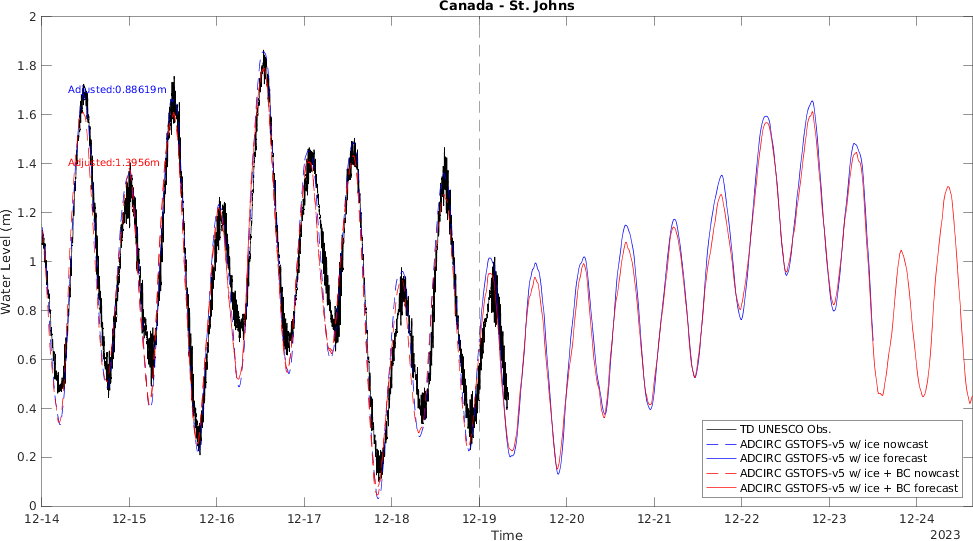 Canada - St. Johns
2
1.8
1.6
1.4
1.2
1
0.8
0.6
0.4
0.2
0
Water Level (m)
Adjusted:0.88619m
Adjusted:1.3956m
TD UNESCO Obs.
ADCIRC GSTOFS-v5 w/ ice nowcast
ADCIRC GSTOFS-v5 w/ ice forecast
ADCIRC GSTOFS-v5 w/ ice + BC nowcast
ADCIRC GSTOFS-v5 w/ ice + BC forecast
12-14 12-15 12-16 12-17 12-18 12-19 12-20 12-21 12-22 12-23 12-24
Time
2023